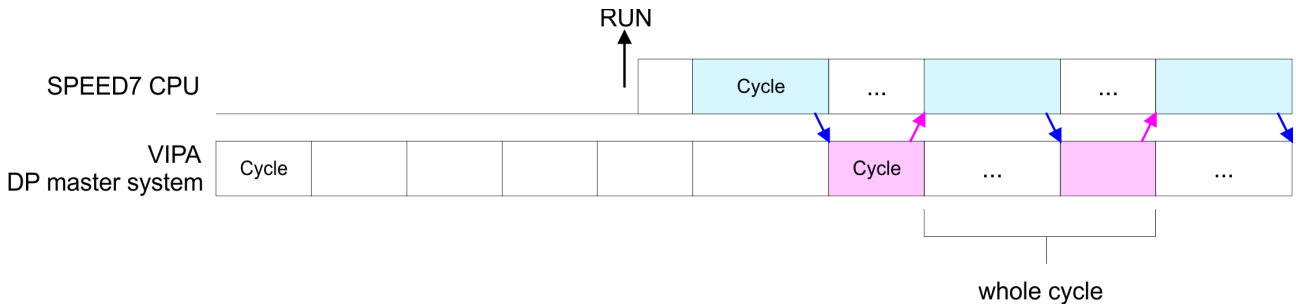 RUN
SPEED7 CPU
Cycle
...
...
VIPA
DP master system
Cycle
Cycle
...
...
whole cycle